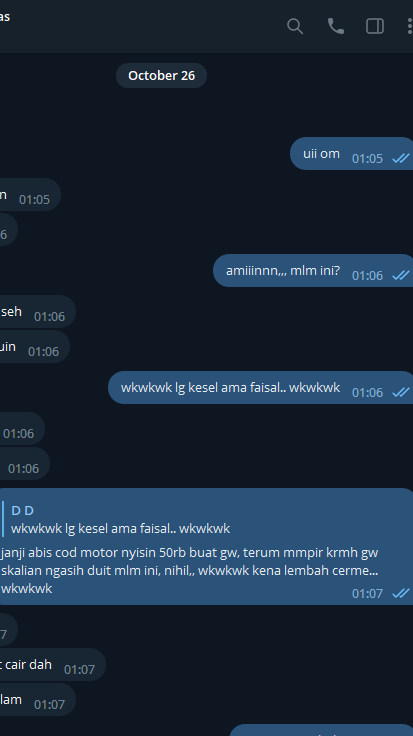 as
October 26
uii om 01:05
n 01:05
6
amiiinnn,,, mlm ini? 01:06
seh 01:06
uin 01:06
wkwkwk lg kesel ama faisal.. wkwkwk 01:06
01:06
01:06
D D
wkwkwk lg kesel ama faisal.. wkwkwk
janji abis cod motor nyisin 50rb buat gw, terum mmpir krmh gw
skalian ngasih duit mlm ini, nihil,, wkwkwk kena lembah cerme...
wkwkwk 01:07
7
t cair dah 01:07
lam 01:07